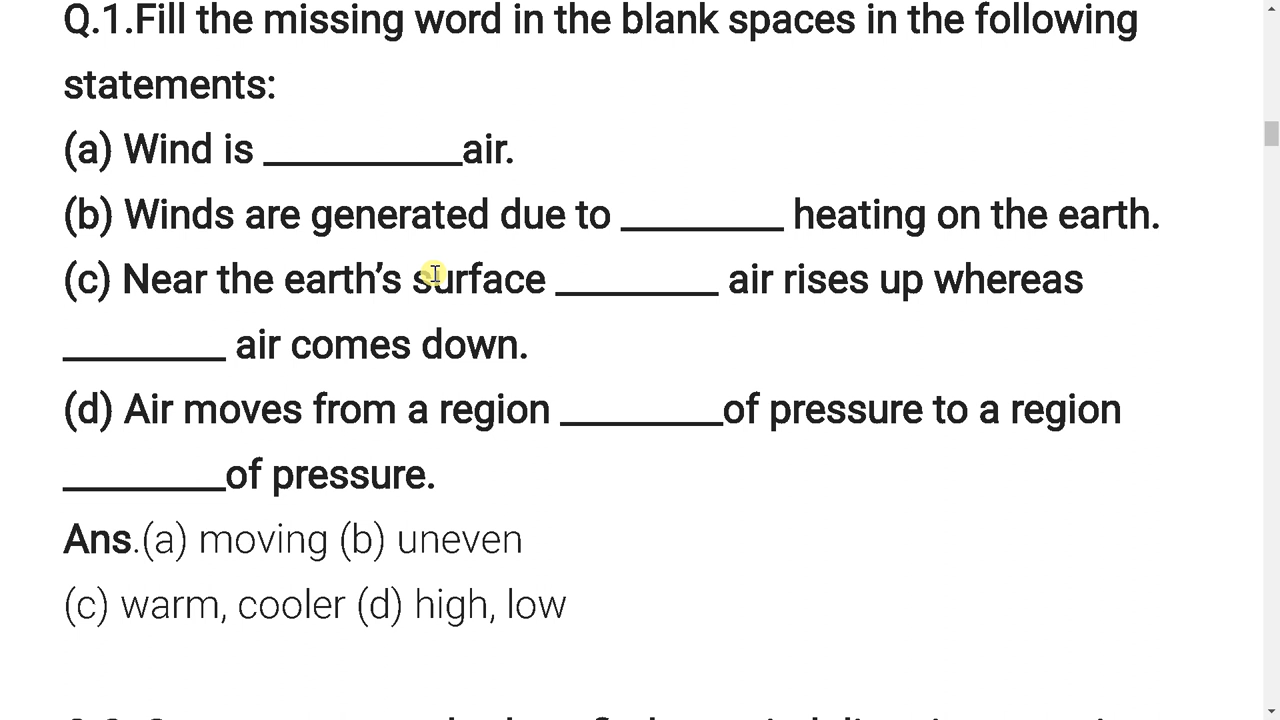 Q.1.Fill the missing word in the blank spaces in the following
statements:
(a) Wind is __________air.
(b) Winds are generated due to ________ heating on the earth.
(c) Near the earth’s surface ________ air rises up whereas
________ air comes down.
(d) Air moves from a region ________of pressure to a region
________of pressure.
Ans.(a) moving (b) uneven
(c) warm, cooler (d) high, low